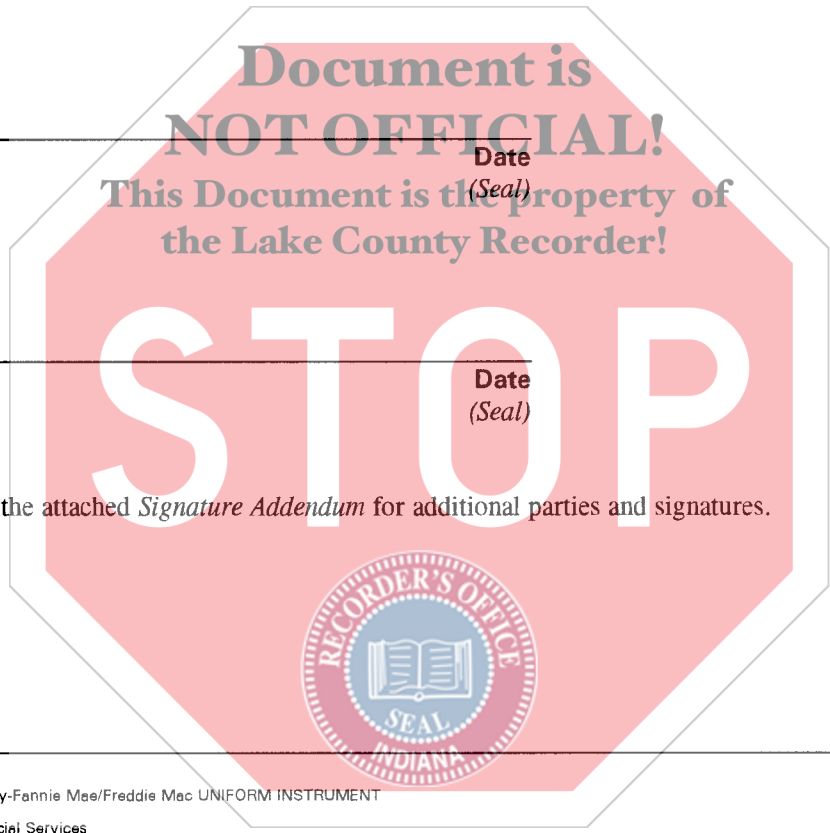 Document is
NOT OFFICIAL!
Date
This Document is the property of
(Seal)
the Lake County Recorder!
STOP
Date
(Seal)
the attached Signature Addendum for additional parties and signatures.
RECORDER'S OFFICE
SEAL
INDIANA
y-Fannie Mae/Freddie Mac UNIFORM INSTRUMENT
cial Services